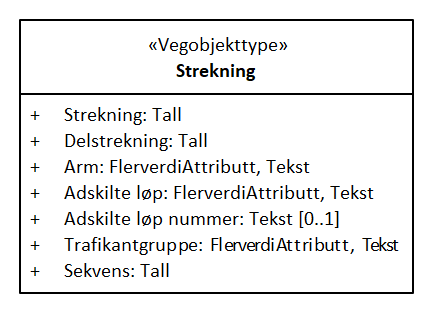 «Vegobjekttype»
Strekning
+ Strekning: Tall
+ Delstrekning: Tall
+ Arm: FlerverdiAttributt, Tekst
+ Adskilte løp: FlerverdiAttributt, Tekst
+ Adskilte løp nummer: Tekst [0..1]
+ Trafikantgruppe: FlerverdiAttributt, Tekst
+ Sekvens: Tall